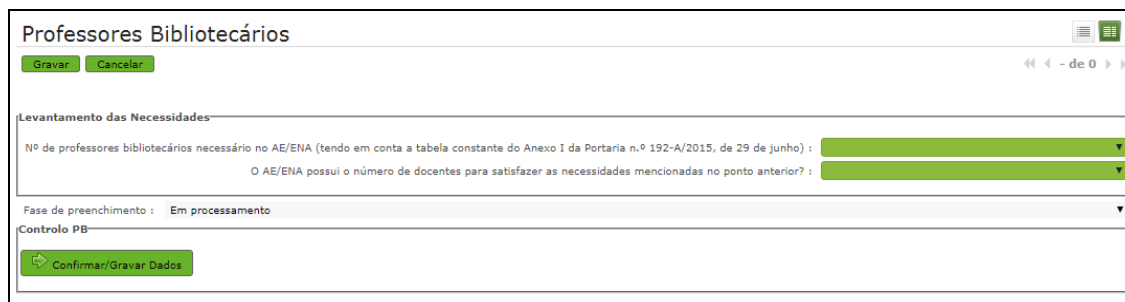 Professores Bibliotecários
Gravar Cancelar - de 0
Levantamento das Necessidades
Nº de professores bibliotecários necessário no AE/ENA (tendo em conta a tabela constante do Anexo I da Portaria n.º 192-A/2015, de 29 de junho) :
O AE/ENA possui o número de docentes para satisfazer as necessidades mencionadas no ponto anterior? :
Fase de preenchimento : Em processamento
Controlo PB
Confirmar/Gravar Dados